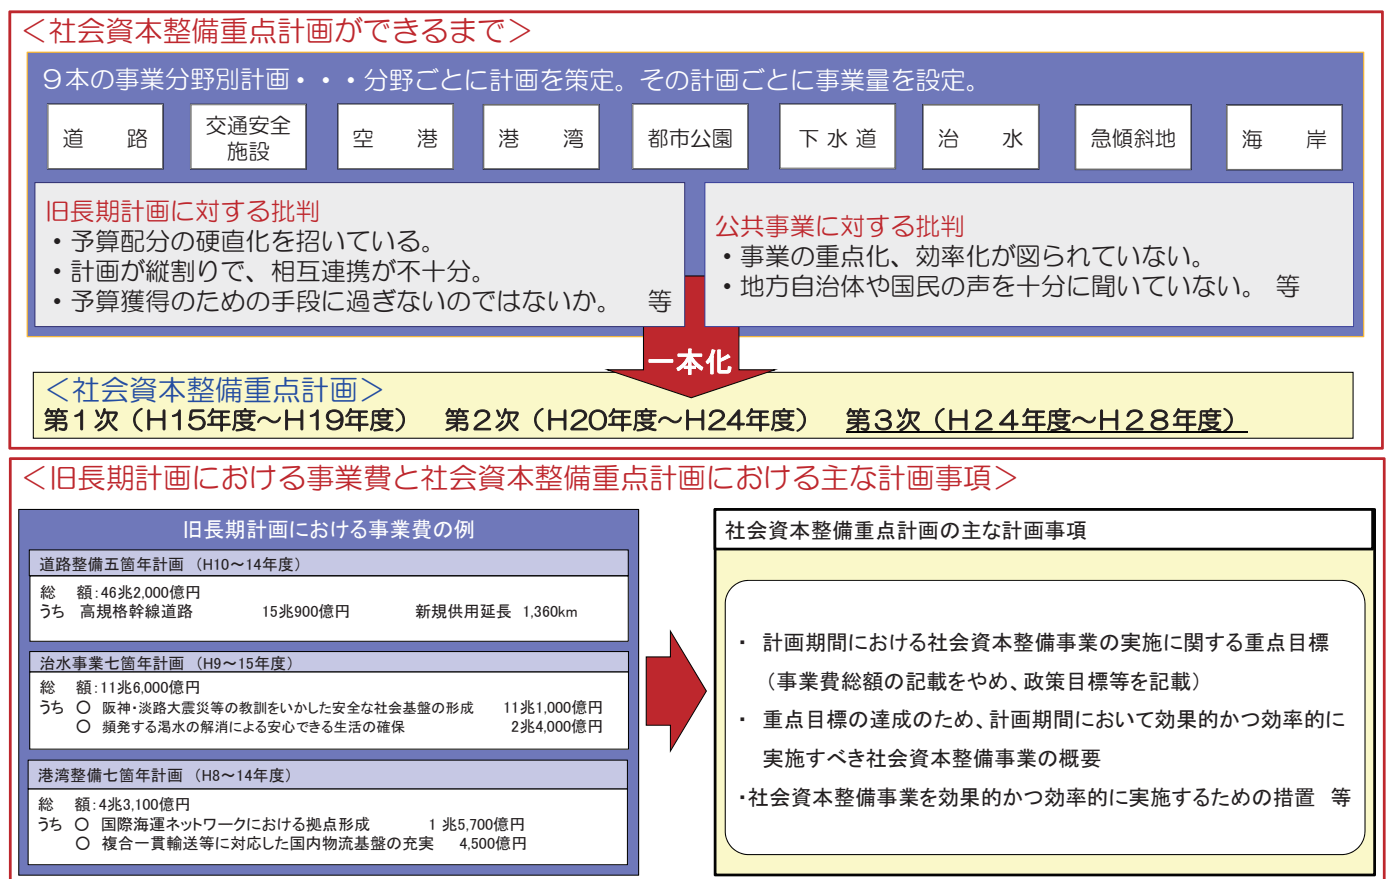 ＜社会資本整備重点計画ができるまで＞
９本の事業分野別計画・・・分野ごとに計画を策定。その計画ごとに事業量を設定。
道　　路
交通安全
施設
空　　港
港　　湾
都市公園
下 水 道
治　　水
急傾斜地
海　　岸
旧長期計画に対する批判
・予算配分の硬直化を招いている。
・計画が縦割りで、相互連携が不十分。
・予算獲得のための手段に過ぎないのではないか。　等
公共事業に対する批判
・事業の重点化、効率化が図られていない。
・地方自治体や国民の声を十分に聞いていない。　等
一本化
＜社会資本整備重点計画＞
第１次（Ｈ15年度～Ｈ19年度）　第２次（Ｈ20年度～Ｈ24年度）　第３次（Ｈ２４年度～Ｈ２８年度）
＜旧長期計画における事業費と社会資本整備重点計画における主な計画事項＞
旧長期計画における事業費の例
道路整備五箇年計画　（H10～14年度）
総　　額：46兆2,000億円
うち　高規格幹線道路　　15兆900億円　　新規供用延長　1,360km
治水事業七箇年計画　（H9～15年度）
総　　額：11兆6,000億円
うち　○　阪神・淡路大震災等の教訓をいかした安全な社会基盤の形成　　11兆1,000億円
○　頻発する渇水の解消による安心できる生活の確保　　2兆4,000億円
港湾整備七箇年計画　（H8～14年度）
総　　額：4兆3,100億円
うち　○　国際海運ネットワークにおける拠点形成　　1 兆5,700億円
○　複合一貫輸送等に対応した国内物流基盤の充実　　4,500億円
社会資本整備重点計画の主な計画事項
・　計画期間における社会資本整備事業の実施に関する重点目標
（事業費総額の記載をやめ、政策目標等を記載）
・　重点目標の達成のため、計画期間において効果的かつ効率的に
実施すべき社会資本整備事業の概要
・社会資本整備事業を効果的かつ効率的に実施するための措置　等